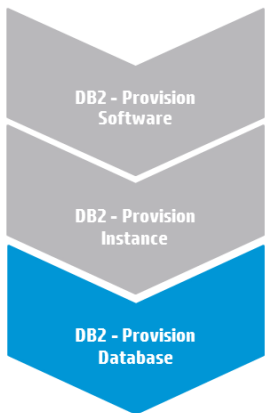 DB2 - Provision
Software
DB2 - Provision
Instance
DB2 - Provision
Database